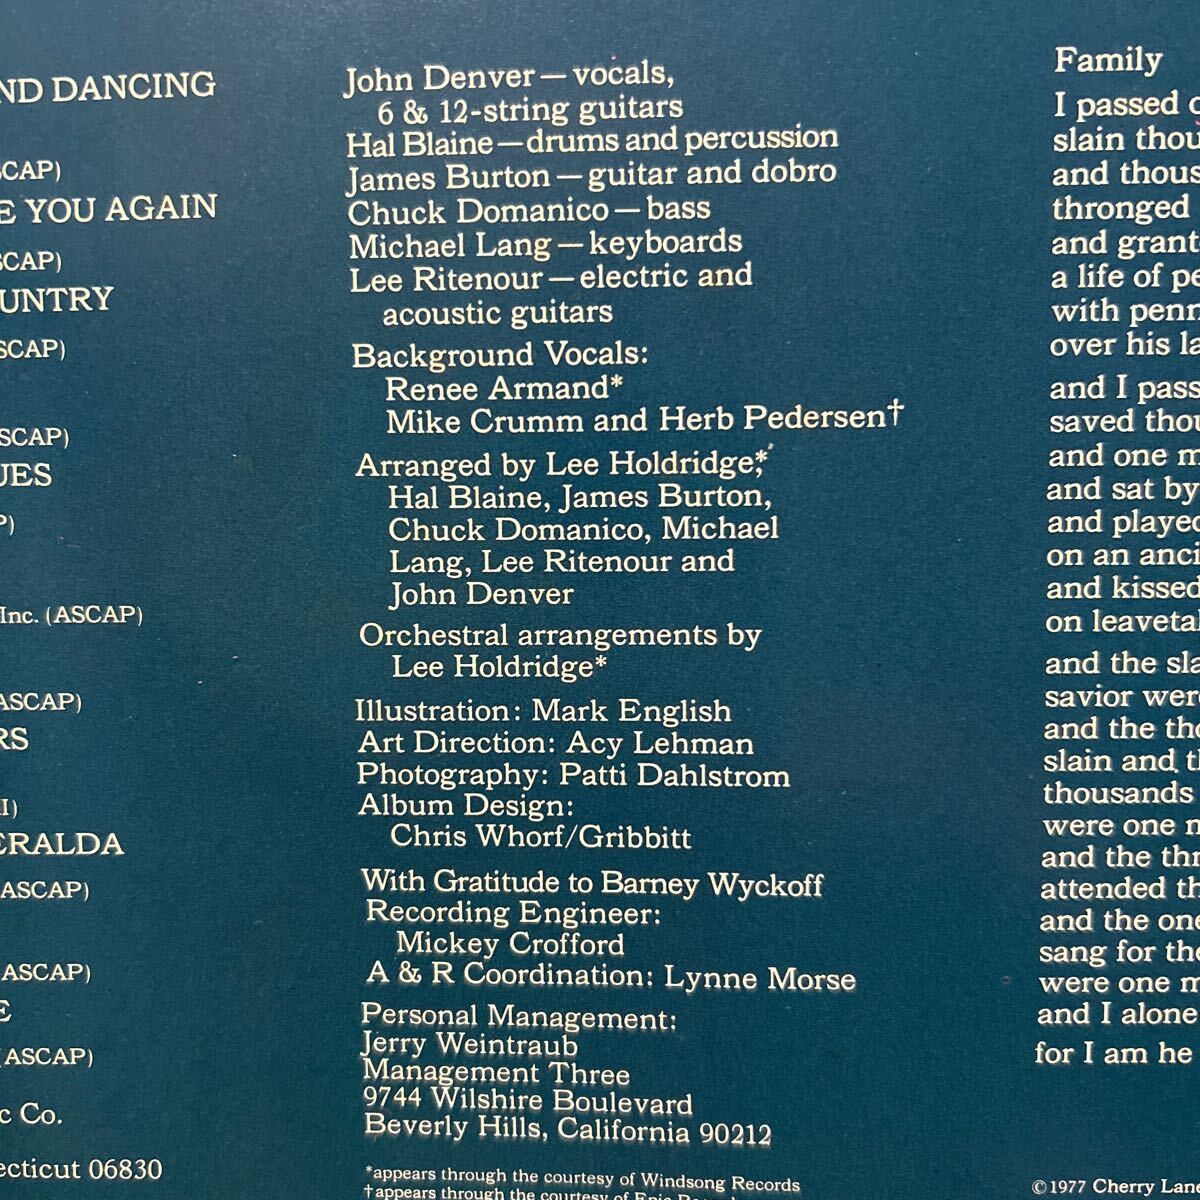 ND DANCING
SCAP)
E YOU AGAIN
SCAP)
UNTRY
SCAP)
SCAP)
UES
P)
Inc. (ASCAP)
ASCAP)
RS
I)
ERALDA
ASCAP)
(ASCAP)
E
(ASCAP)
c Co.
ecticut 06830
John Denver — vocals,
6 & 12-string guitars
Hal Blaine — drums and percussion
James Burton — guitar and dobro
Chuck Domanico — bass
Michael Lang — keyboards
Lee Ritenour — electric and
acoustic guitars
Background Vocals:
Renee Armand*
Mike Crumm and Herb Pedersen†
Arranged by Lee Holdridge,*
Hal Blaine, James Burton,
Chuck Domanico, Michael
Lang, Lee Ritenour and
John Denver
Orchestral arrangements by
Lee Holdridge*
Illustration: Mark English
Art Direction: Acy Lehman
Photography: Patti Dahlstrom
Album Design:
Chris Whorf/Gribbitt
With Gratitude to Barney Wyckoff
Recording Engineer:
Mickey Crofford
A & R Coordination: Lynne Morse
Personal Management:
Jerry Weintraub
Management Three
9744 Wilshire Boulevard
Beverly Hills, California 90212
*appears through the courtesy of Windsong Records
†appears through the courtesy of Epic
Family
I passed
slain thou
and thous
thronged
and grant
a life of pe
with penn
over his la
and I pass
saved thou
and one m
and sat by
and played
on an anci
and kissed
on leaveta
and the sla
savior wer
and the tho
slain and th
thousands
were one m
and the thr
attended th
and the one
sang for the
were one m
and I alone
for I am he
©1977 Cherry Lan